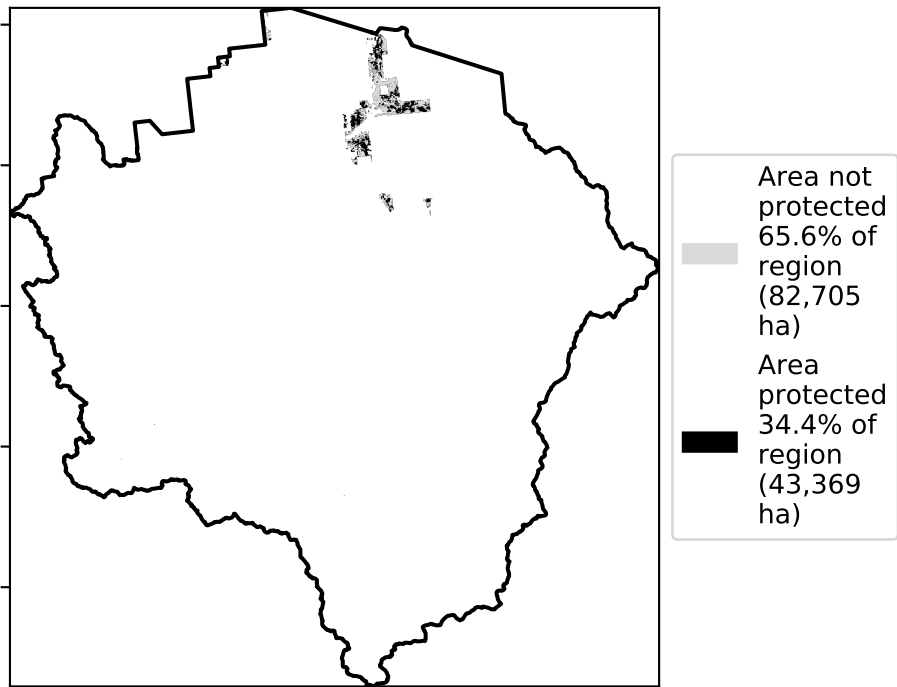 Area not
protected
65.6% of
region
(82,705
ha)
Area
protected
34.4% of
region
(43,369
ha)